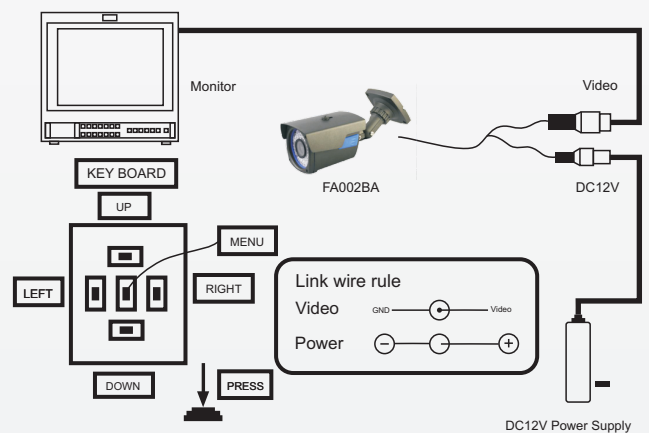 Monitor
Video
FA002BA
DC12V
KEY BOARD
UP
MENU
LEFT
RIGHT
DOWN
PRESS
Link wire rule
Video GND Video
Power − +
DC12V Power Supply